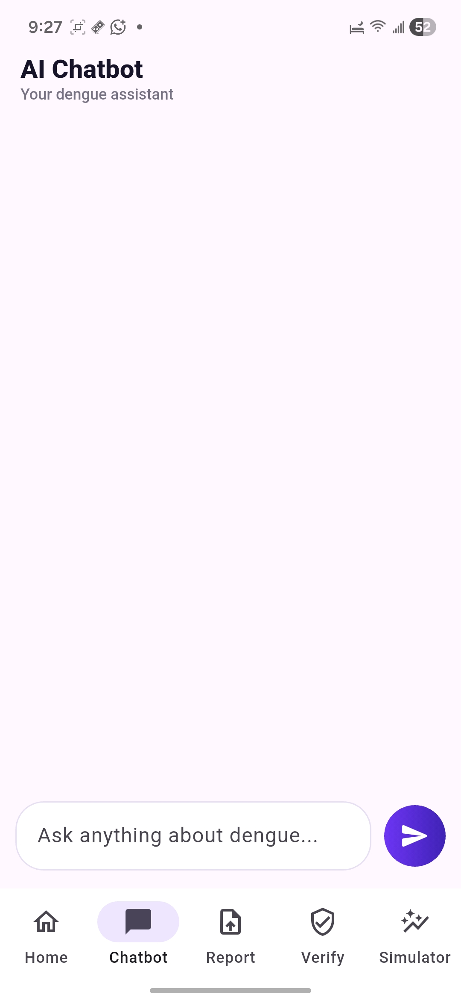 9:27
52
AI Chatbot
Your dengue assistant
Ask anything about dengue...
Home Chatbot Report Verify Simulator